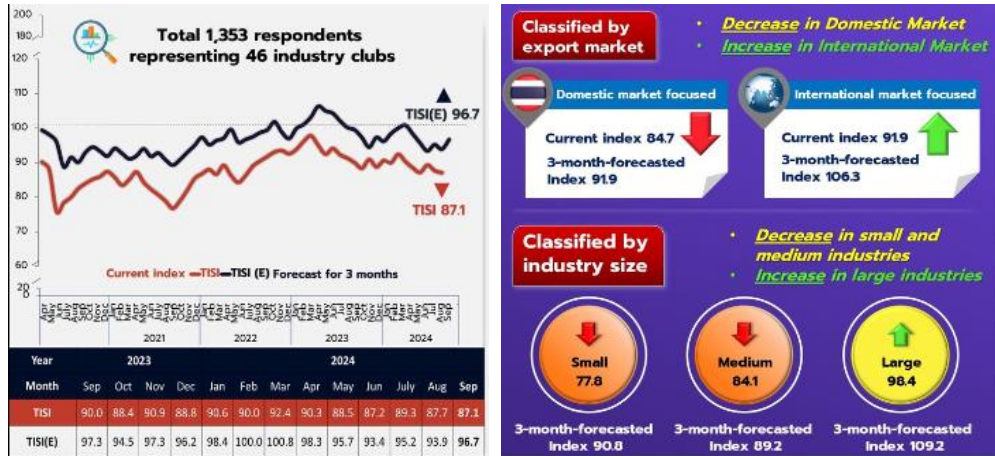 Total 1,353 respondents
representing 46 industry clubs
200
180
120
110
100
90
80
70
60
20
0
TISI(E) 96.7
TISI 87.1
Current index TISI TISI (E) Forecast for 3 months
2021 2022 2023 2024
Year 2023 2024
Month Sep Oct Nov Dec Jan Feb Mar Apr May Jun July Aug Sep
TISI 90.0 88.4 90.9 88.8 90.6 90.0 92.4 90.3 88.5 87.2 89.3 87.7 87.1
TISI(E) 97.3 94.5 97.3 96.2 98.4 100.0 100.8 98.3 95.7 93.4 95.2 93.9 96.7
Classified by
export market
• Decrease in Domestic Market
• Increase in International Market
Domestic market focused
Current index 84.7
3-month-forecasted
Index 91.9
International market focused
Current index 91.9
3-month-forecasted
Index 106.3
Classified by
industry size
• Decrease in small and
medium industries
• Increase in large industries
Small
77.8
3-month-forecasted
Index 90.8
Medium
84.1
3-month-forecasted
Index 89.2
Large
98.4
3-month-forecasted
Index 109.2